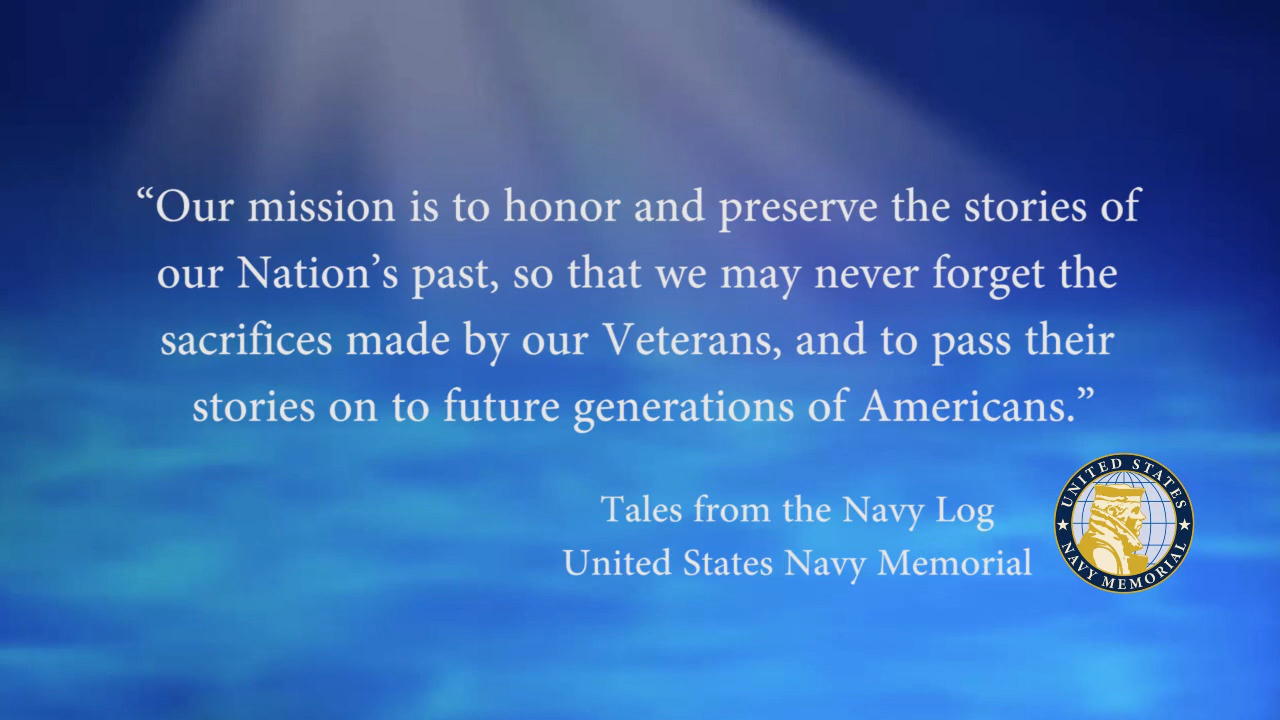 “Our mission is to honor and preserve the stories of
our Nation’s past, so that we may never forget the
sacrifices made by our Veterans, and to pass their
stories on to future generations of Americans.”
Tales from the Navy Log
United States Navy Memorial
UNITED STATES
NAVY MEMORIAL